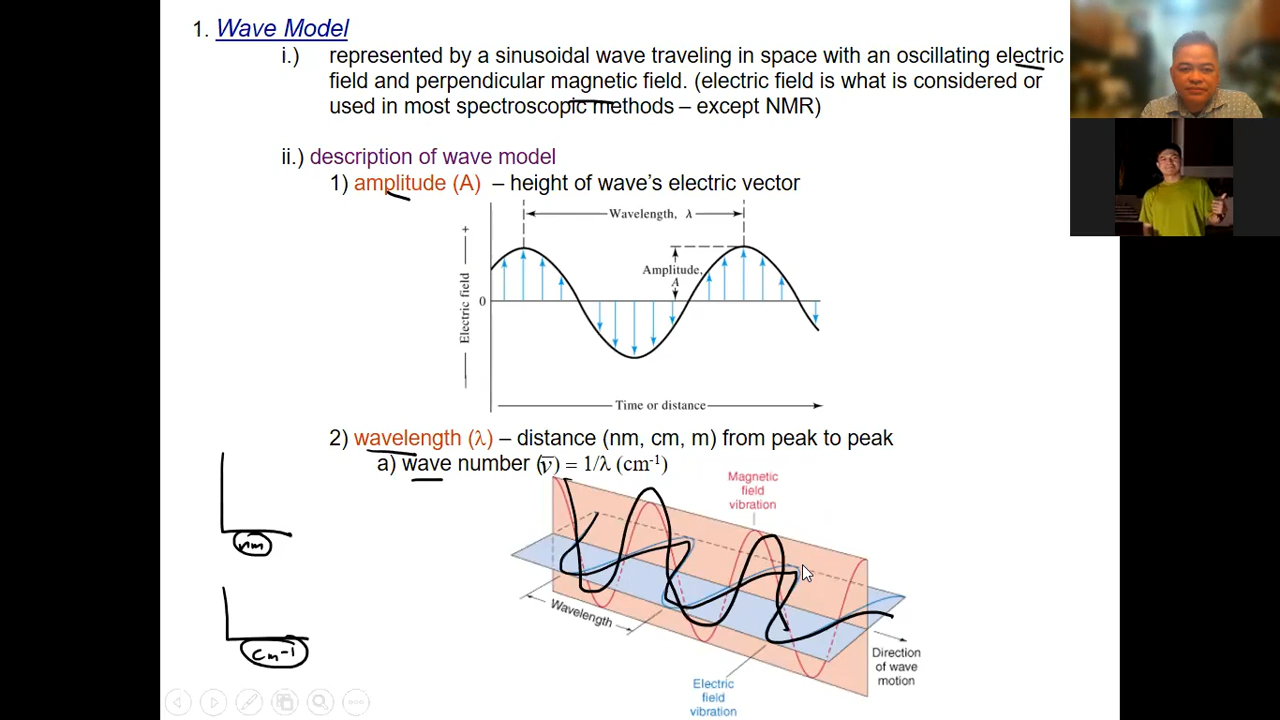 1. Wave Model
i.) represented by a sinusoidal wave traveling in space with an oscillating electric
field and perpendicular magnetic field. (electric field is what is considered or
used in most spectroscopic methods – except NMR)
ii.) description of wave model
1) amplitude (A) – height of wave's electric vector
Wavelength, λ
+
Electric field
0
Amplitude,
A
Time or distance
2) wavelength (λ) – distance (nm, cm, m) from peak to peak
a) wave number (ν̅) = 1/λ (cm⁻¹)
Magnetic
field
vibration
nm
Wavelength
cm-1
Direction
of wave
motion
Electric
field
vibration